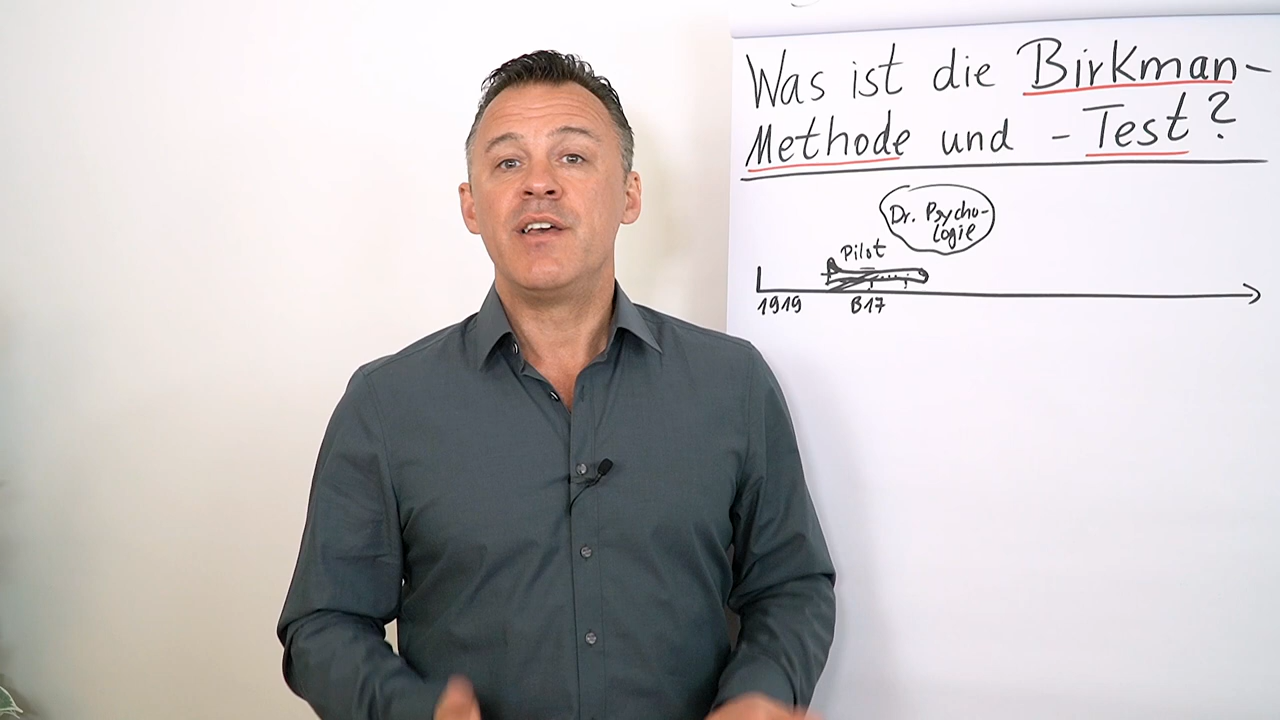 Was ist die Birkman-
Methode und - Test?
Dr. Psycho-
logie
Pilot
1919
B17